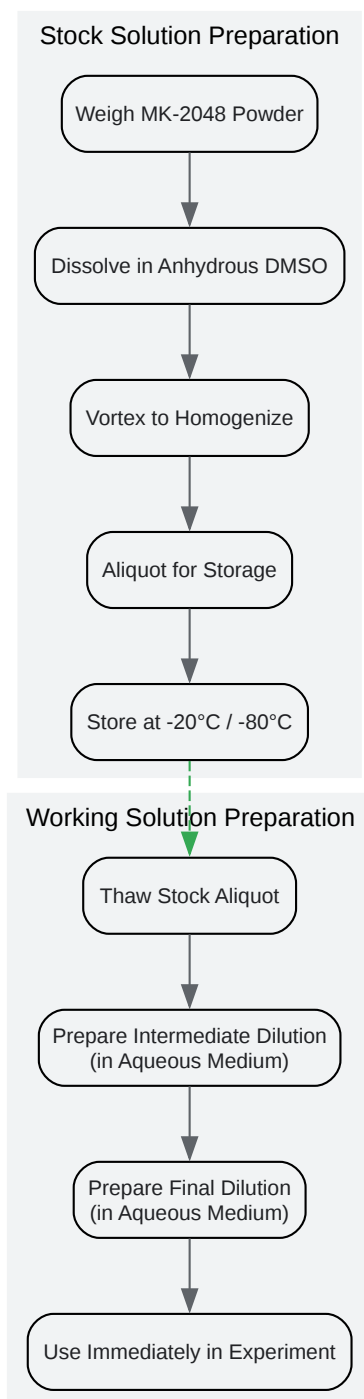 Stock Solution Preparation
Weigh MK-2048 Powder
Dissolve in Anhydrous DMSO
Vortex to Homogenize
Aliquot for Storage
Store at -20°C / -80°C
Working Solution Preparation
Thaw Stock Aliquot
Prepare Intermediate Dilution
(in Aqueous Medium)
Prepare Final Dilution
(in Aqueous Medium)
Use Immediately in Experiment